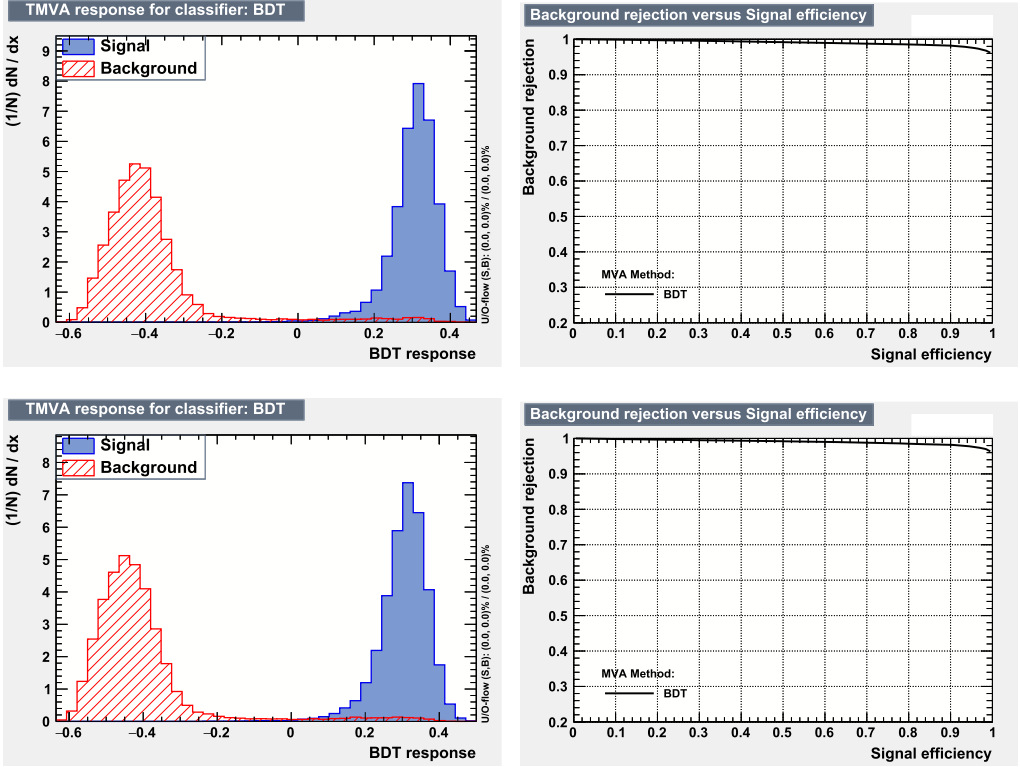 TMVA response for classifier: BDT
(1/N) dN / dx
9
8
7
6
5
4
3
2
1
0
Signal
Background
−0.6 −0.4 −0.2 0 0.2 0.4
BDT response
U/O-flow (S,B): (0.0, 0.0)% / (0.0, 0.0)%
Background rejection versus Signal efficiency
Background rejection
1
0.9
0.8
0.7
0.6
0.5
0.4
0.3
0.2
MVA Method:
BDT
0 0.1 0.2 0.3 0.4 0.5 0.6 0.7 0.8 0.9 1
Signal efficiency
TMVA response for classifier: BDT
(1/N) dN / dx
8
7
6
5
4
3
2
1
0
Signal
Background
−0.6 −0.4 −0.2 0 0.2 0.4
BDT response
U/O-flow (S,B): (0.0, 0.0)% / (0.0, 0.0)%
Background rejection versus Signal efficiency
Background rejection
1
0.9
0.8
0.7
0.6
0.5
0.4
0.3
0.2
MVA Method:
BDT
0 0.1 0.2 0.3 0.4 0.5 0.6 0.7 0.8 0.9 1
Signal efficiency